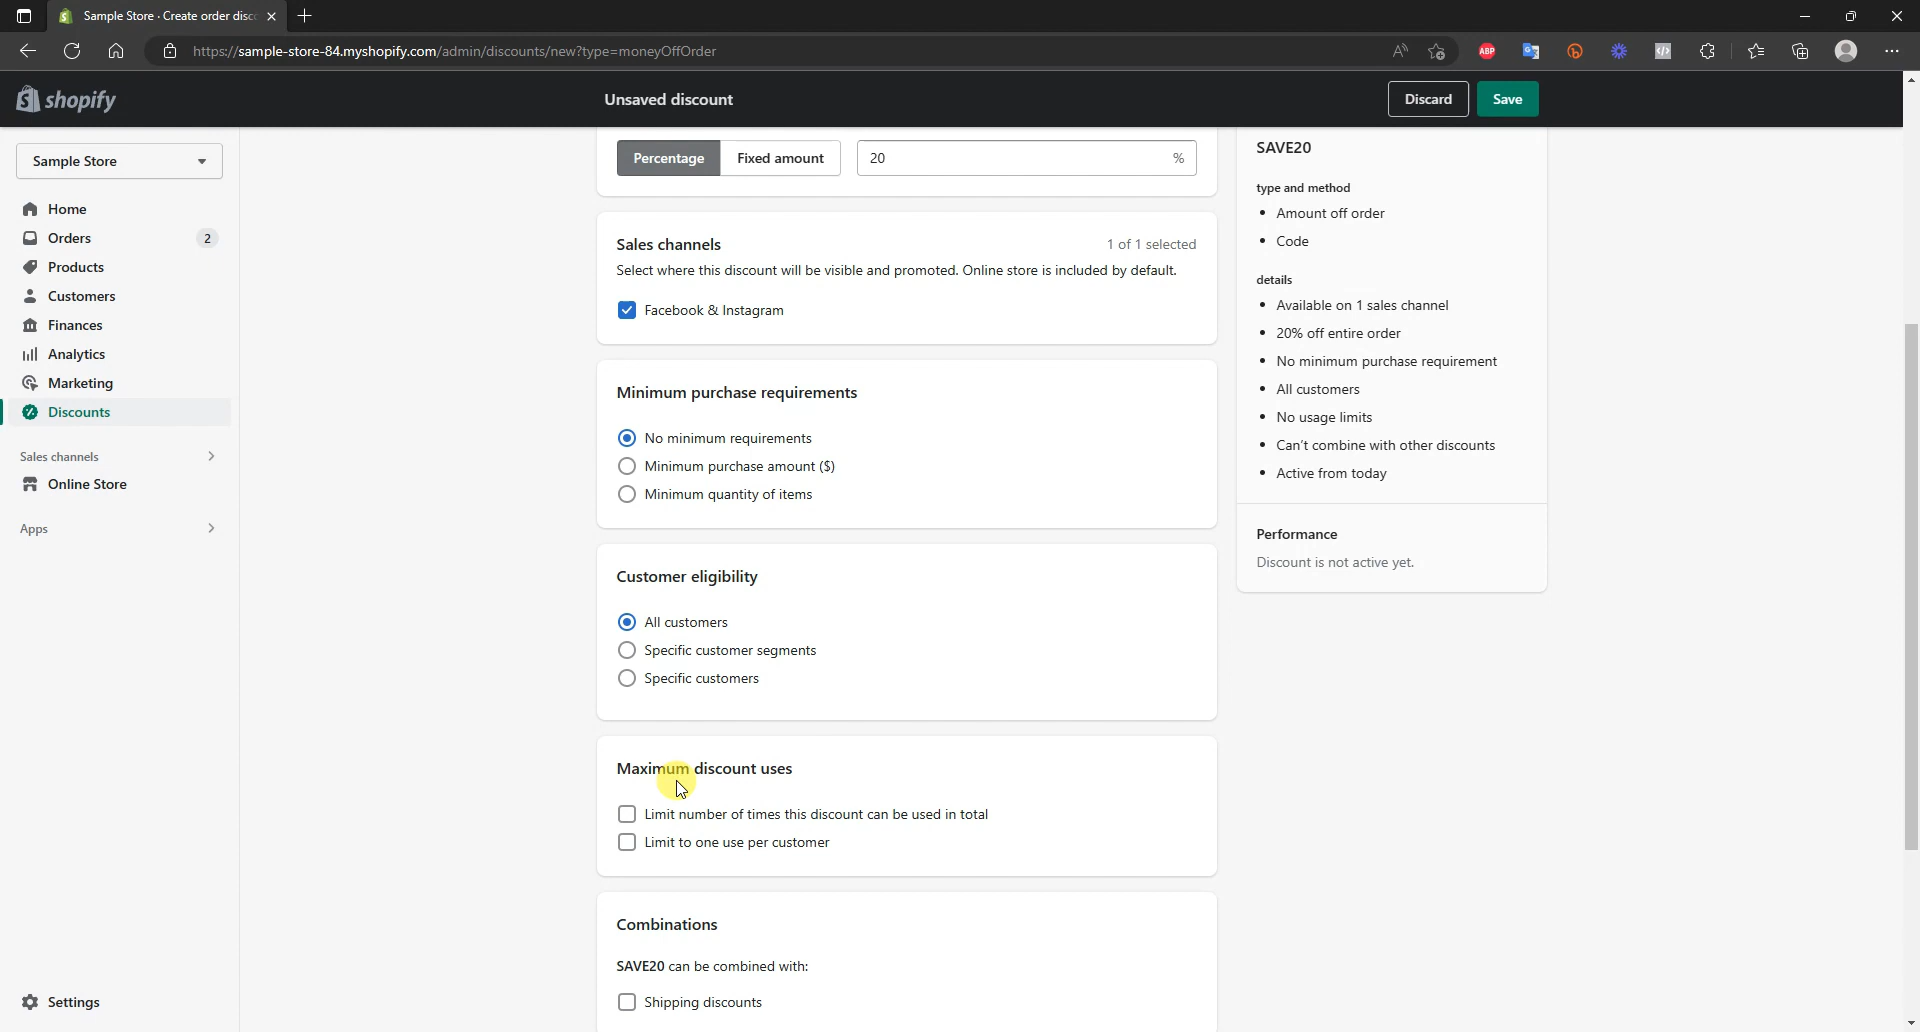 Sample Store · Create order disco
https://sample-store-84.myshopify.com/admin/discounts/new?type=moneyOffOrder
ABP
shopify
Unsaved discount
Discard
Save
Sample Store
Home
Orders
2
Products
Customers
Finances
Analytics
Marketing
Discounts
Sales channels
Online Store
Apps
Settings
Percentage
Fixed amount
20
%
Sales channels
1 of 1 selected
Select where this discount will be visible and promoted. Online store is included by default.
Facebook & Instagram
Minimum purchase requirements
No minimum requirements
Minimum purchase amount ($)
Minimum quantity of items
Customer eligibility
All customers
Specific customer segments
Specific customers
Maximum discount uses
Limit number of times this discount can be used in total
Limit to one use per customer
Combinations
SAVE20 can be combined with:
Shipping discounts
SAVE20
type and method
• Amount off order
• Code
details
• Available on 1 sales channel
• 20% off entire order
• No minimum purchase requirement
• All customers
• No usage limits
• Can't combine with other discounts
• Active from today
Performance
Discount is not active yet.